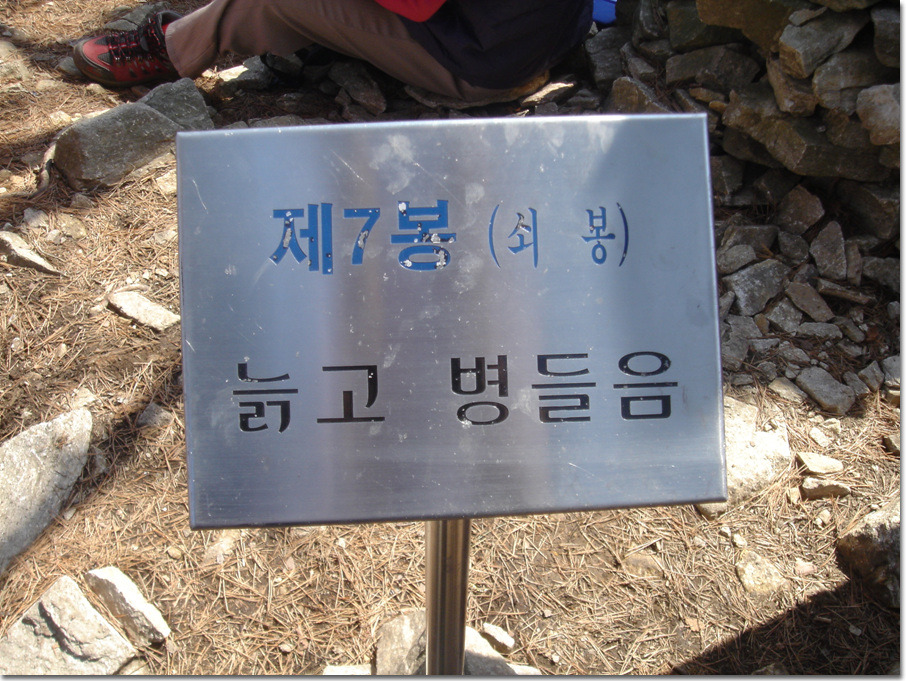 제7봉 (쇠 봉)
늙고 병들음